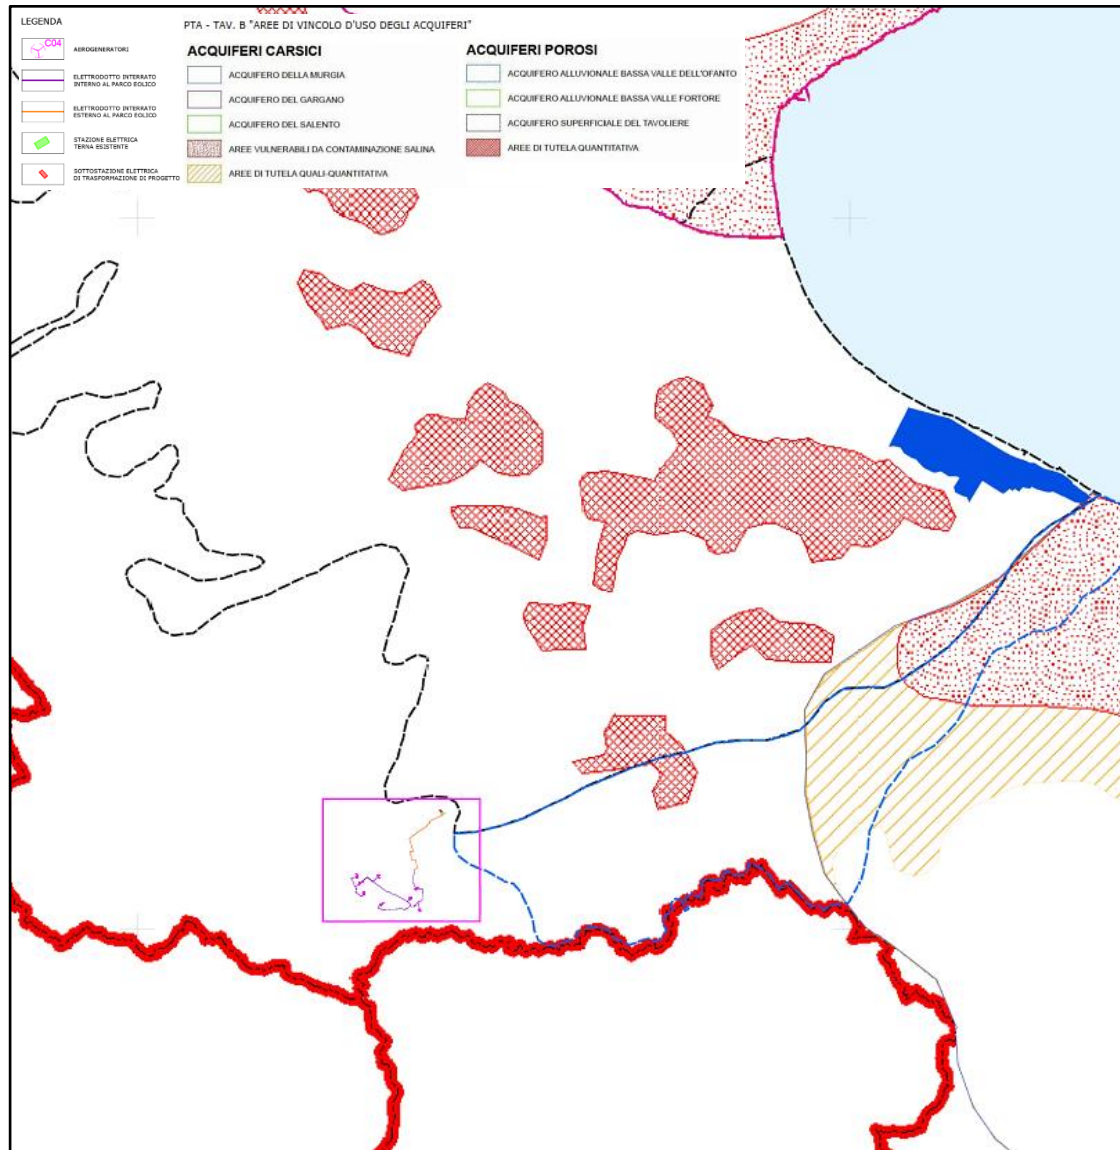 LEGENDA
C04
AEROGENERATORI
ELETTRODOTTO INTERRATO
INTERNO AL PARCO EOLICO
ELETTRODOTTO INTERRATO
ESTERNO AL PARCO EOLICO
STAZIONE ELETTRICA
TERNA ESISTENTE
SOTTOSTAZIONE ELETTRICA
DI TRASFORMAZIONE DI PROGETTO
PTA - TAV. B "AREE DI VINCOLO D'USO DEGLI ACQUIFERI"
ACQUIFERI CARSICI
ACQUIFERO DELLA MURGIA
ACQUIFERO DEL GARGANO
ACQUIFERO DEL SALENTO
AREE VULNERABILI DA CONTAMINAZIONE SALINA
AREE DI TUTELA QUALI-QUANTITATIVA
ACQUIFERI POROSI
ACQUIFERO ALLUVIONALE BASSA VALLE DELL'OFANTO
ACQUIFERO ALLUVIONALE BASSA VALLE FORTORE
ACQUIFERO SUPERFICIALE DEL TAVOLIERE
AREE DI TUTELA QUANTITATIVA